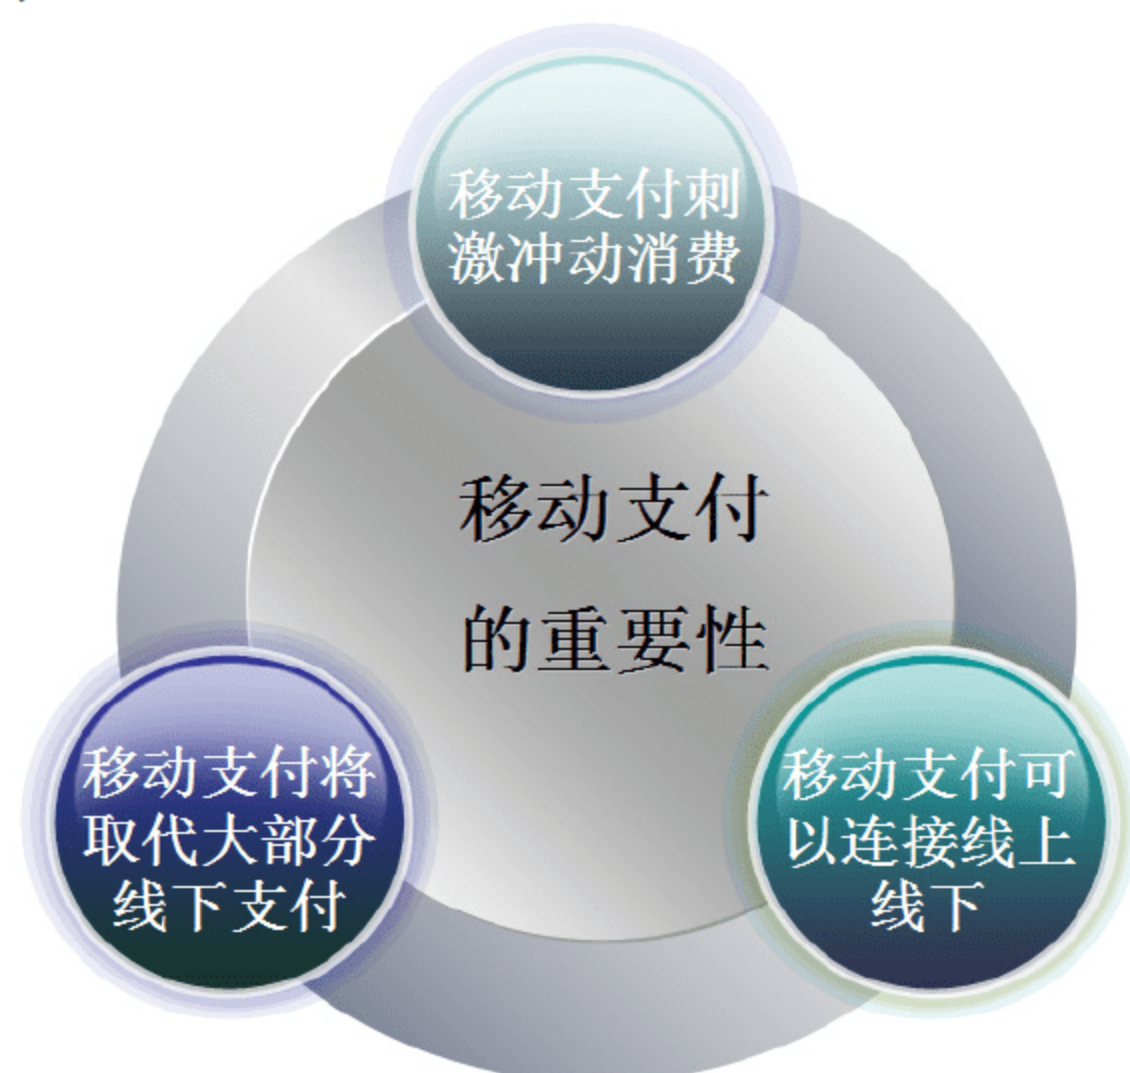 移动支付刺
激冲动消费
移动支付
的重要性
移动支付将
取代大部分
线下支付
移动支付可
以连接线上
线下